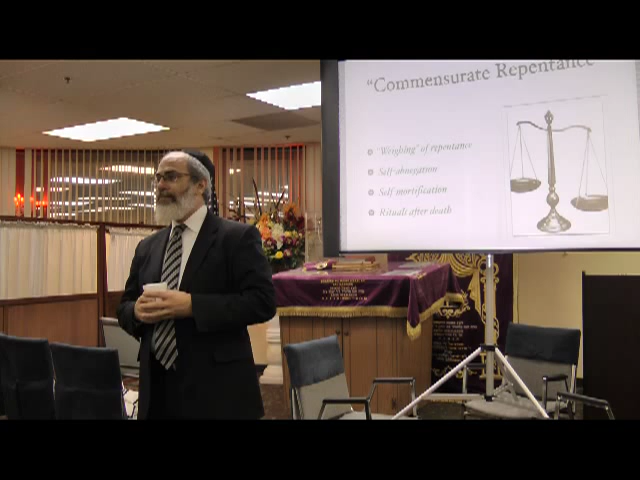 “Commensurate Repentance
“Weighing” of repentance
Self-abnegation
Self mortification
Rituals after death